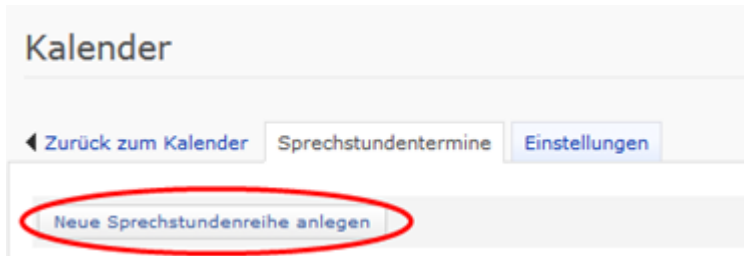 Kalender
Zurück zum Kalender Sprechstundentermine Einstellungen
Neue Sprechstundenreihe anlegen